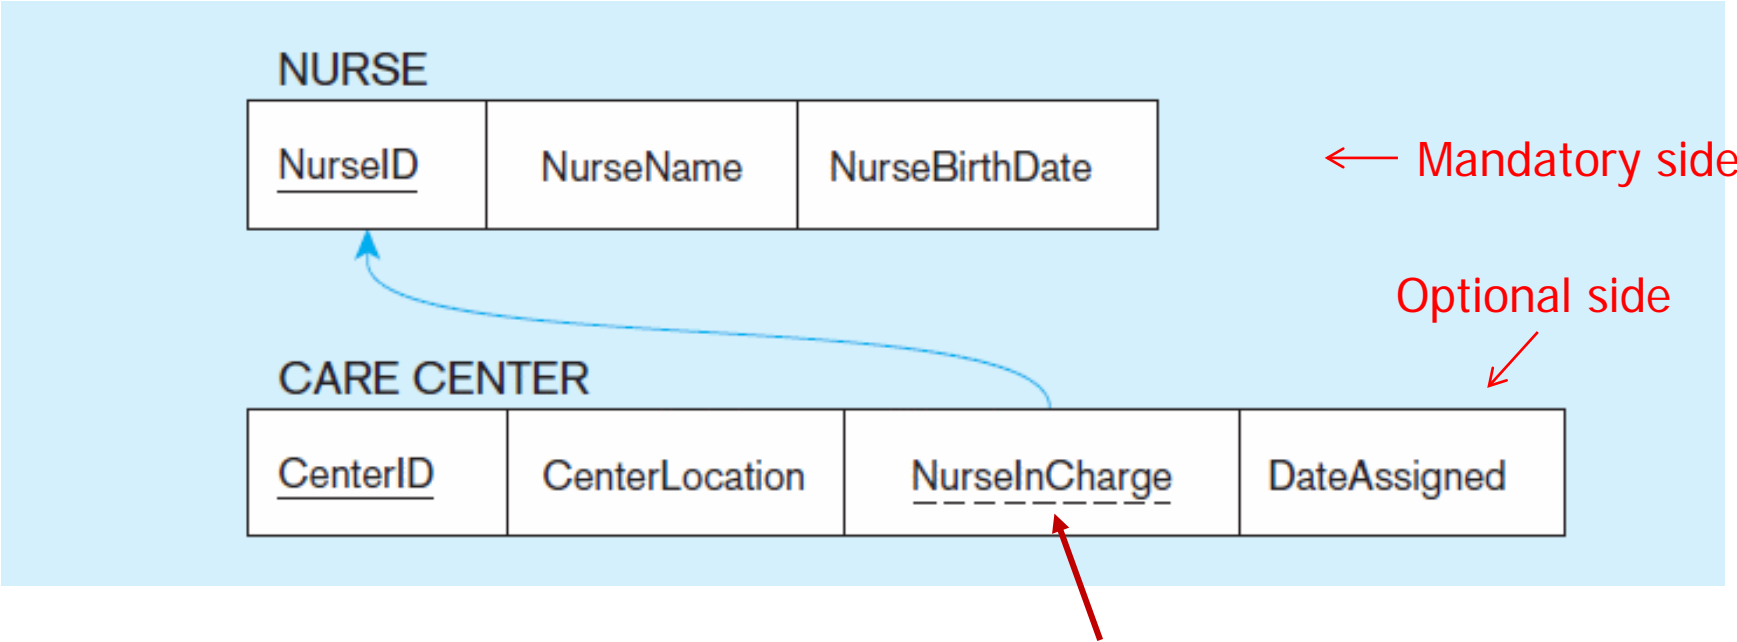 NURSE
NurseID NurseName NurseBirthDate
Mandatory side
Optional side
CARE CENTER
CenterID CenterLocation NurseInCharge DateAssigned